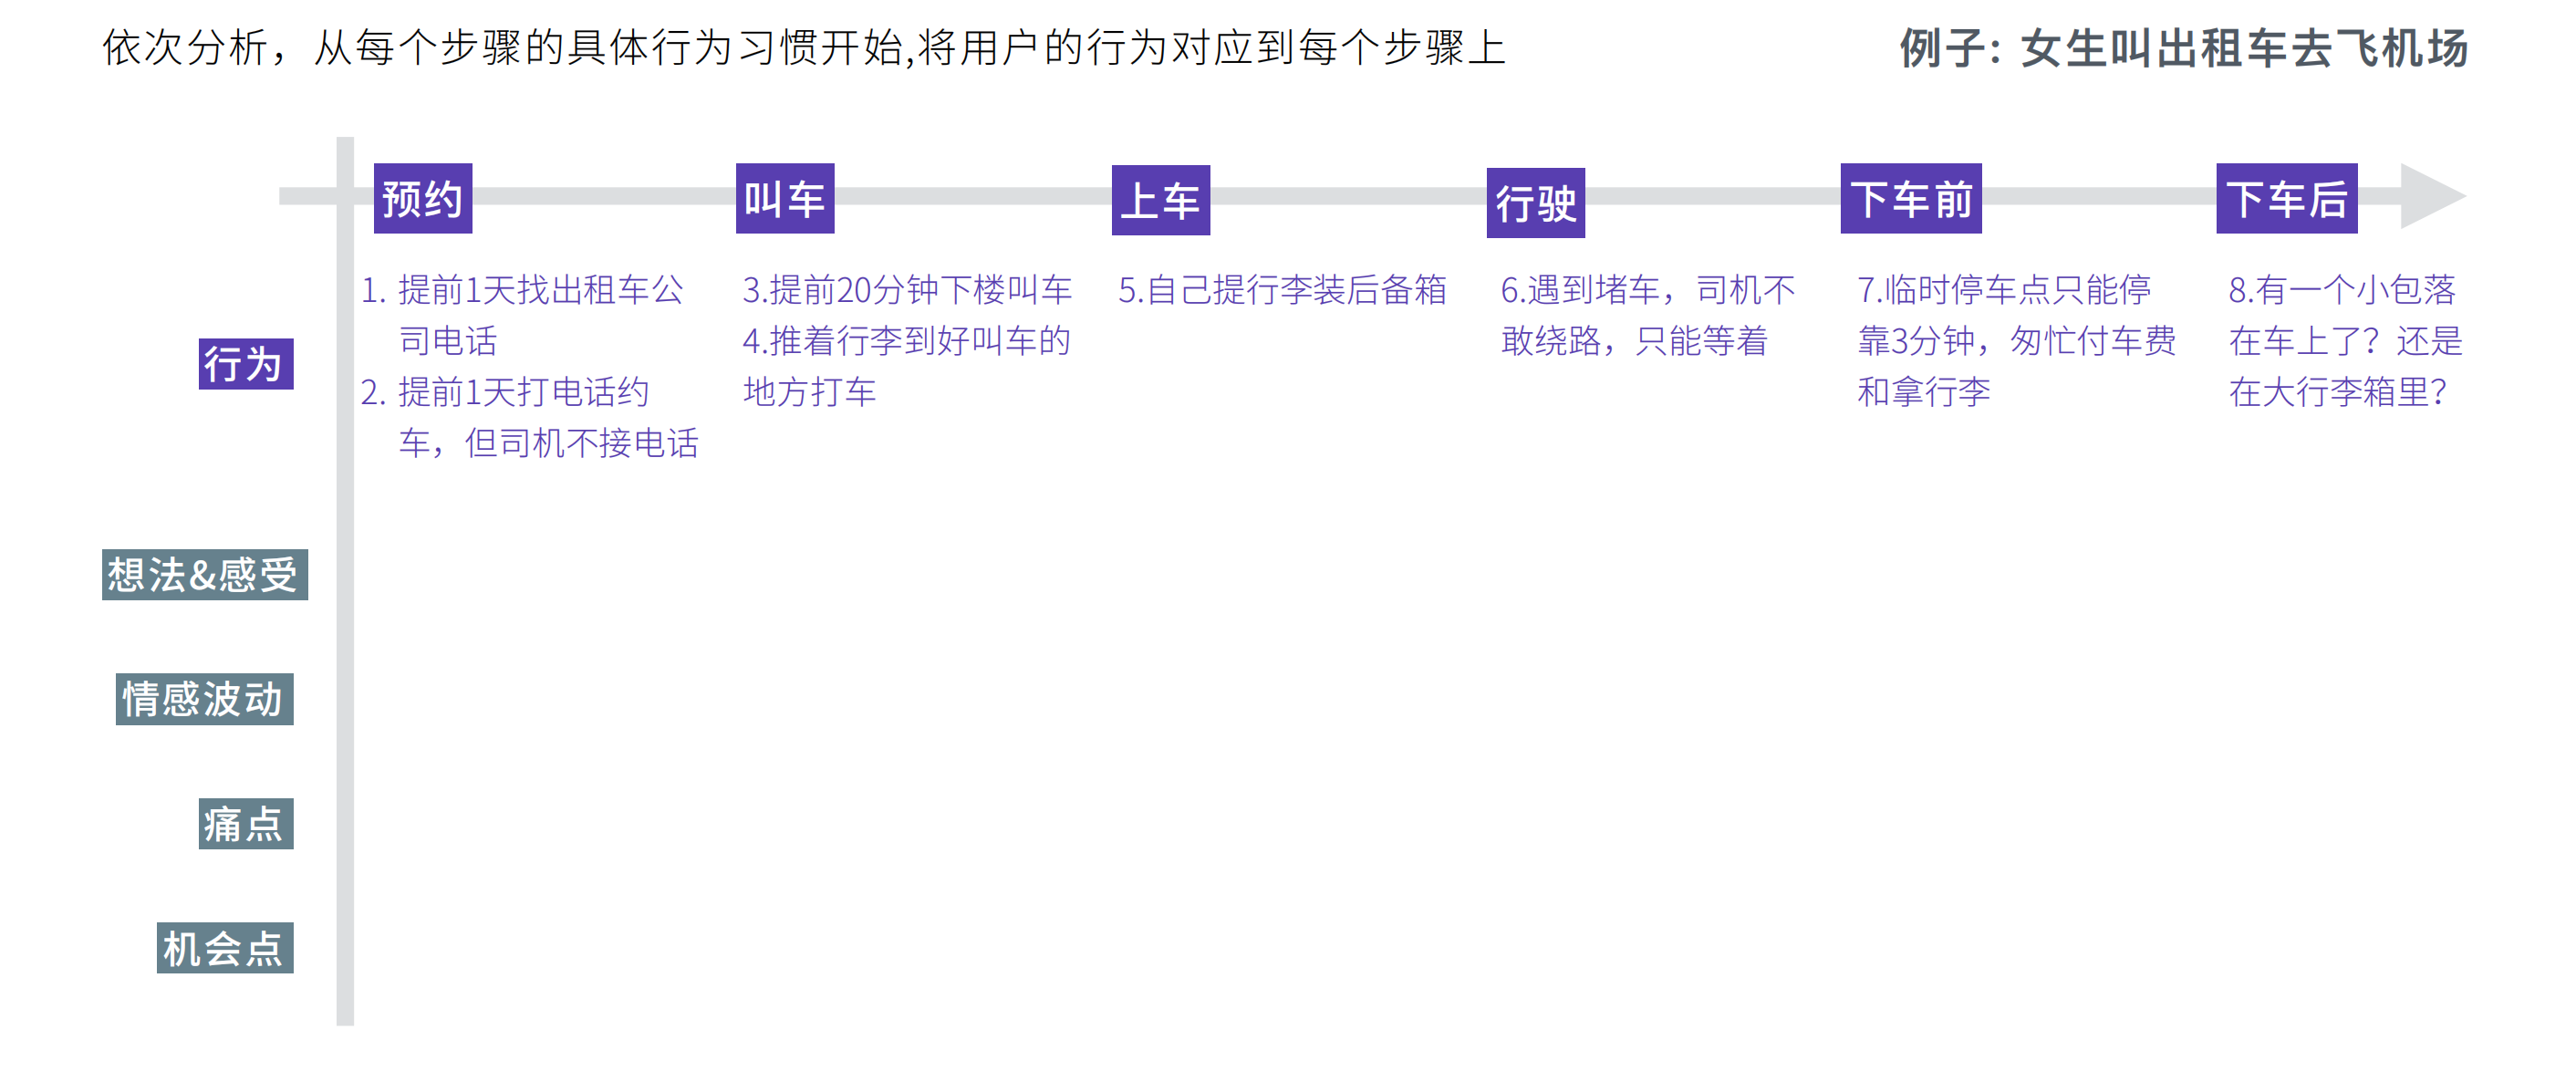 依次分析，从每个步骤的具体行为习惯开始,将用户的行为对应到每个步骤上
例子: 女生叫出租车去飞机场
预约
叫车
上车
行驶
下车前
下车后
行为
1. 提前1天找出租车公
司电话
2. 提前1天打电话约
车，但司机不接电话
3.提前20分钟下楼叫车
4.推着行李到好叫车的
地方打车
5.自己提行李装后备箱
6.遇到堵车，司机不
敢绕路，只能等着
7.临时停车点只能停
靠3分钟，匆忙付车费
和拿行李
8.有一个小包落
在车上了？还是
在大行李箱里？
想法&感受
情感波动
痛点
机会点